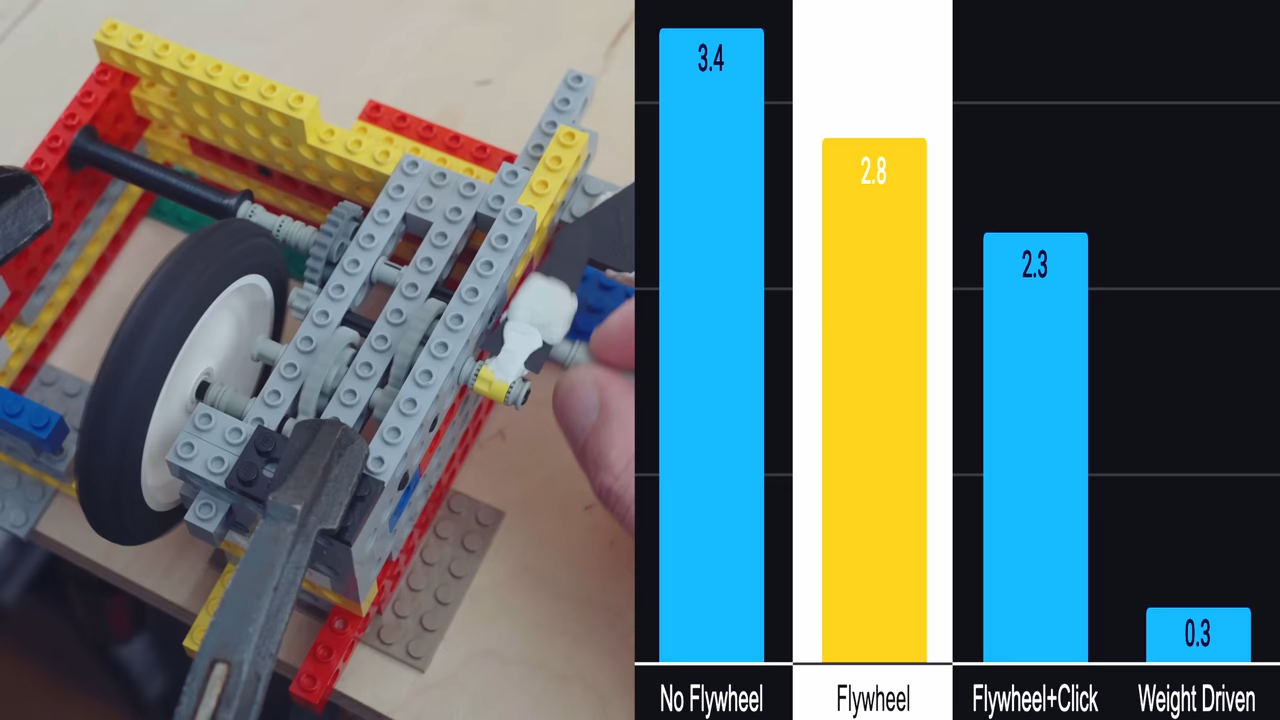 3.4
2.8
2.3
0.3
No Flywheel
Flywheel
Flywheel+Click
Weight Driven